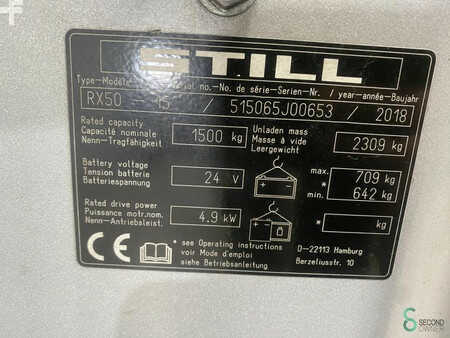 STILL
Type-Modèle- serial no.-No. de série-Serien-Nr. / year-année-Baujahr
RX50 15 / 515065J00653 / 2018
Rated capacity
Capacité nominale
Nenn-Tragfähigkeit
1500 kg
Unladen mass
Masse à vide
Leergewicht
2309 kg
Battery voltage
Tension batterie
Batteriespannung
24 V
max. 709 kg
* *
min. 642 kg
Rated drive power
Puissance motr.nom.
Nenn-Antriebsleist.
4.9 kW
* * kg
CE
* see Operating instructions
voir Mode d'emploi
siehe Betriebsanleitung
D-22113 Hamburg
Berzeliusstr. 10
SECOND
OWNER